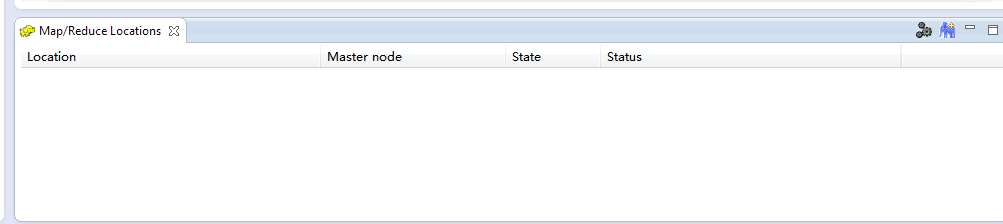 Map/Reduce Locations
Location Master node State Status